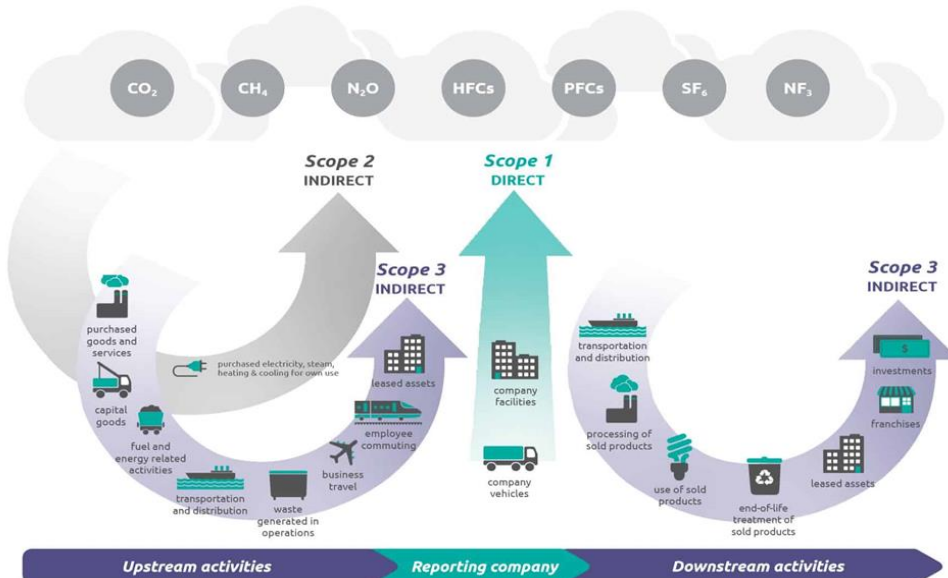 CO₂
CH₄
N₂O
HFCs
PFCs
SF₆
NF₃
Scope 2
INDIRECT
Scope 1
DIRECT
Scope 3
INDIRECT
Scope 3
INDIRECT
purchased
goods and
services
capital
goods
fuel and
energy related
activities
transportation
and distribution
waste
generated in
operations
business
travel
employee
commuting
leased assets
purchased electricity, steam,
heating & cooling for own use
company
facilities
company
vehicles
transportation
and distribution
processing of
sold products
use of sold
products
end-of-life
treatment of
sold products
leased assets
franchises
$
investments
Upstream activities
Reporting company
Downstream activities